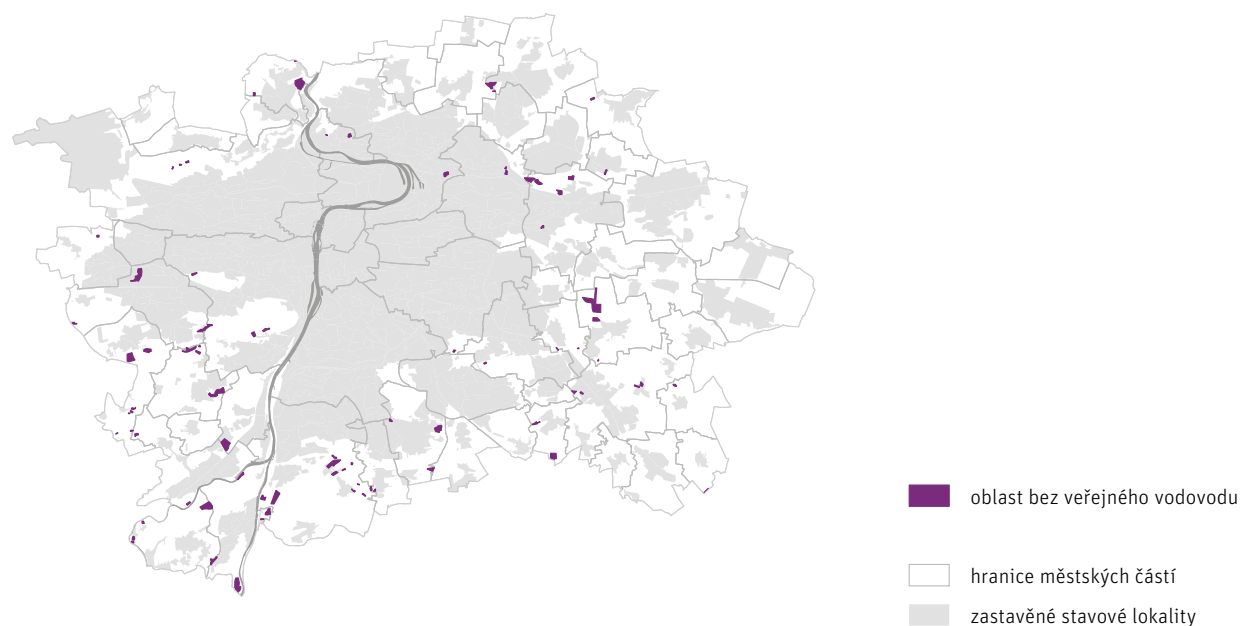 oblast bez veřejného vodovodu
hranice městských částí
zastavěné stavové lokality